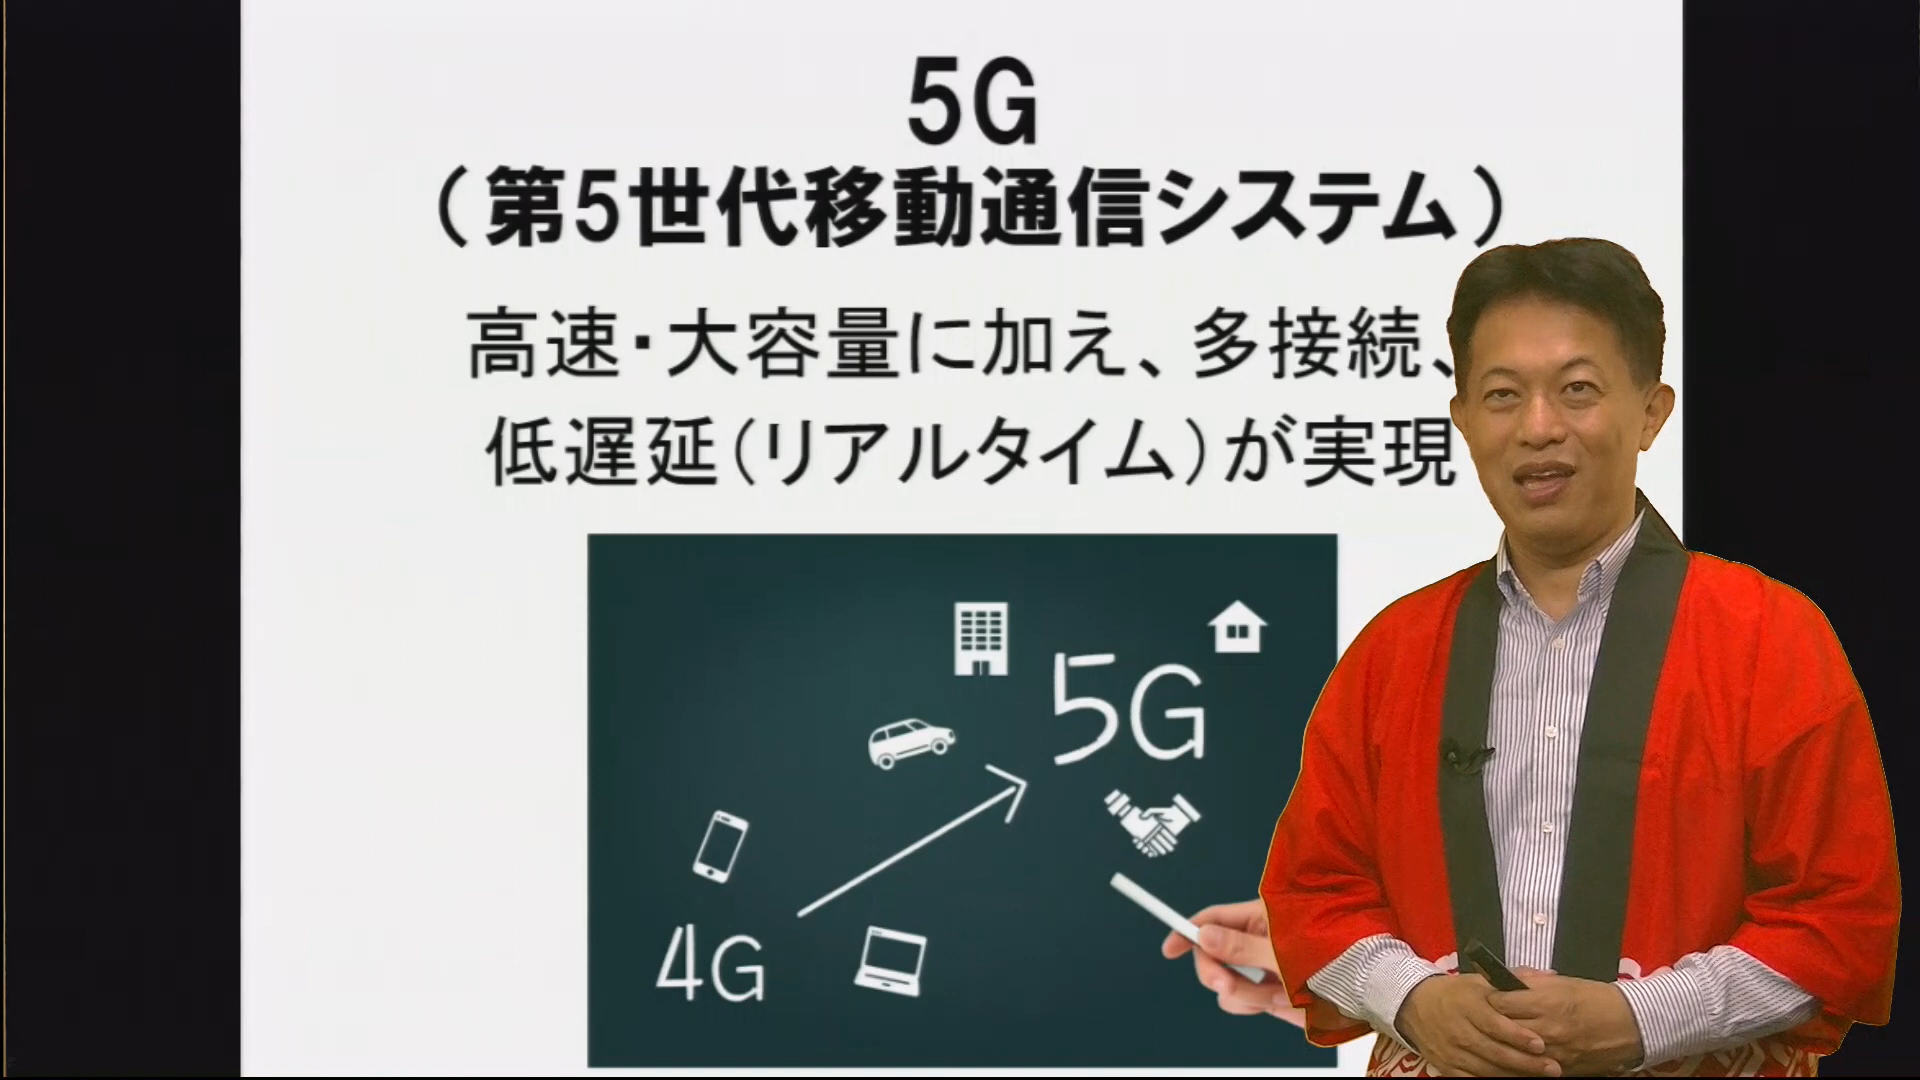 5G
（第5世代移動通信システム）
高速・大容量に加え、多接続、
低遅延（リアルタイム）が実現
5G
4G